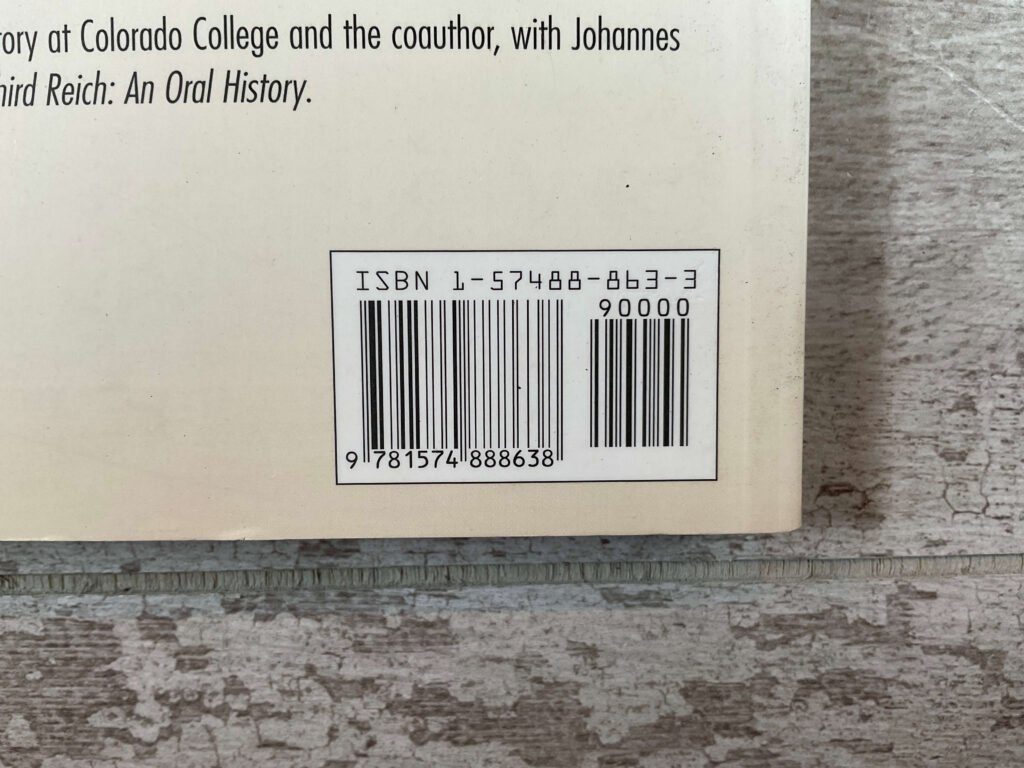 tory at Colorado College and the coauthor, with Johannes
hird Reich: An Oral History.
ISBN 1-57488-863-3
90000
9 781574 888638